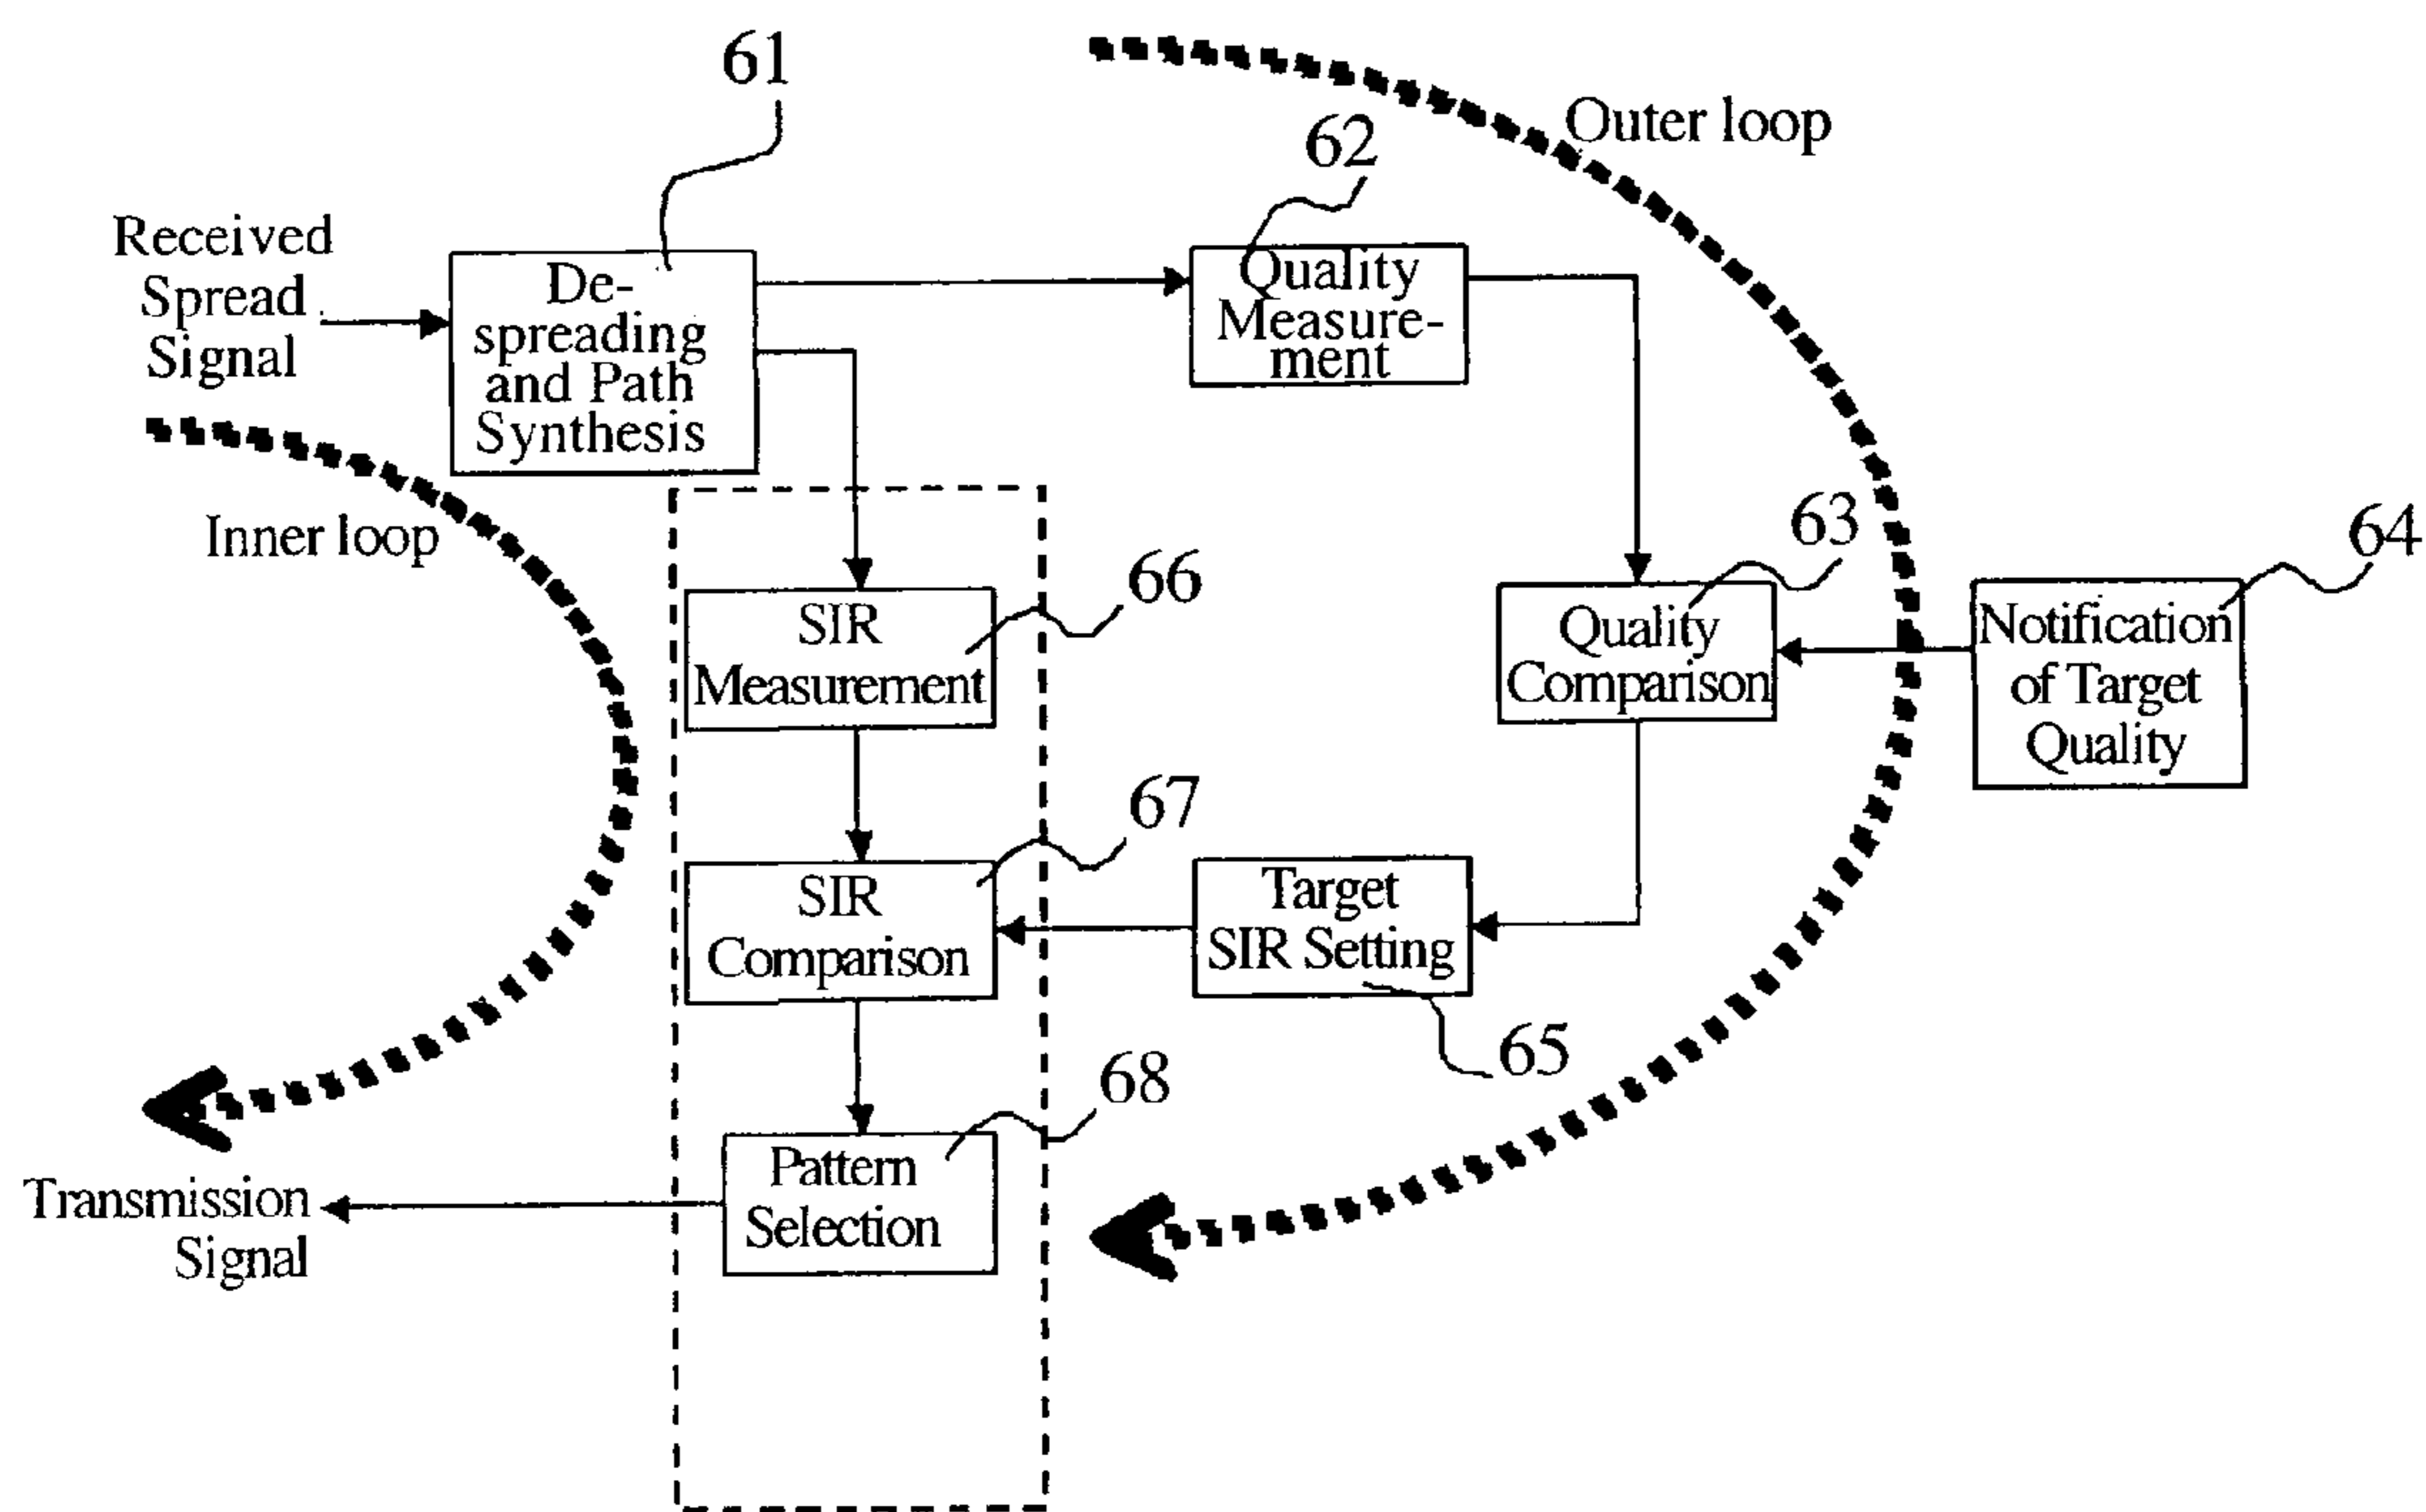 61
Outer loop
62
Received
Spread
Signal
De-
spreading
and Path
Synthesis
Quality
Measure-
ment
Inner loop
63
64
66
SIR
Measurement
Quality
Comparison
Notification
of Target
Quality
67
SIR
Comparison
Target
SIR Setting
65
68
Pattern
Selection
Transmission
Signal